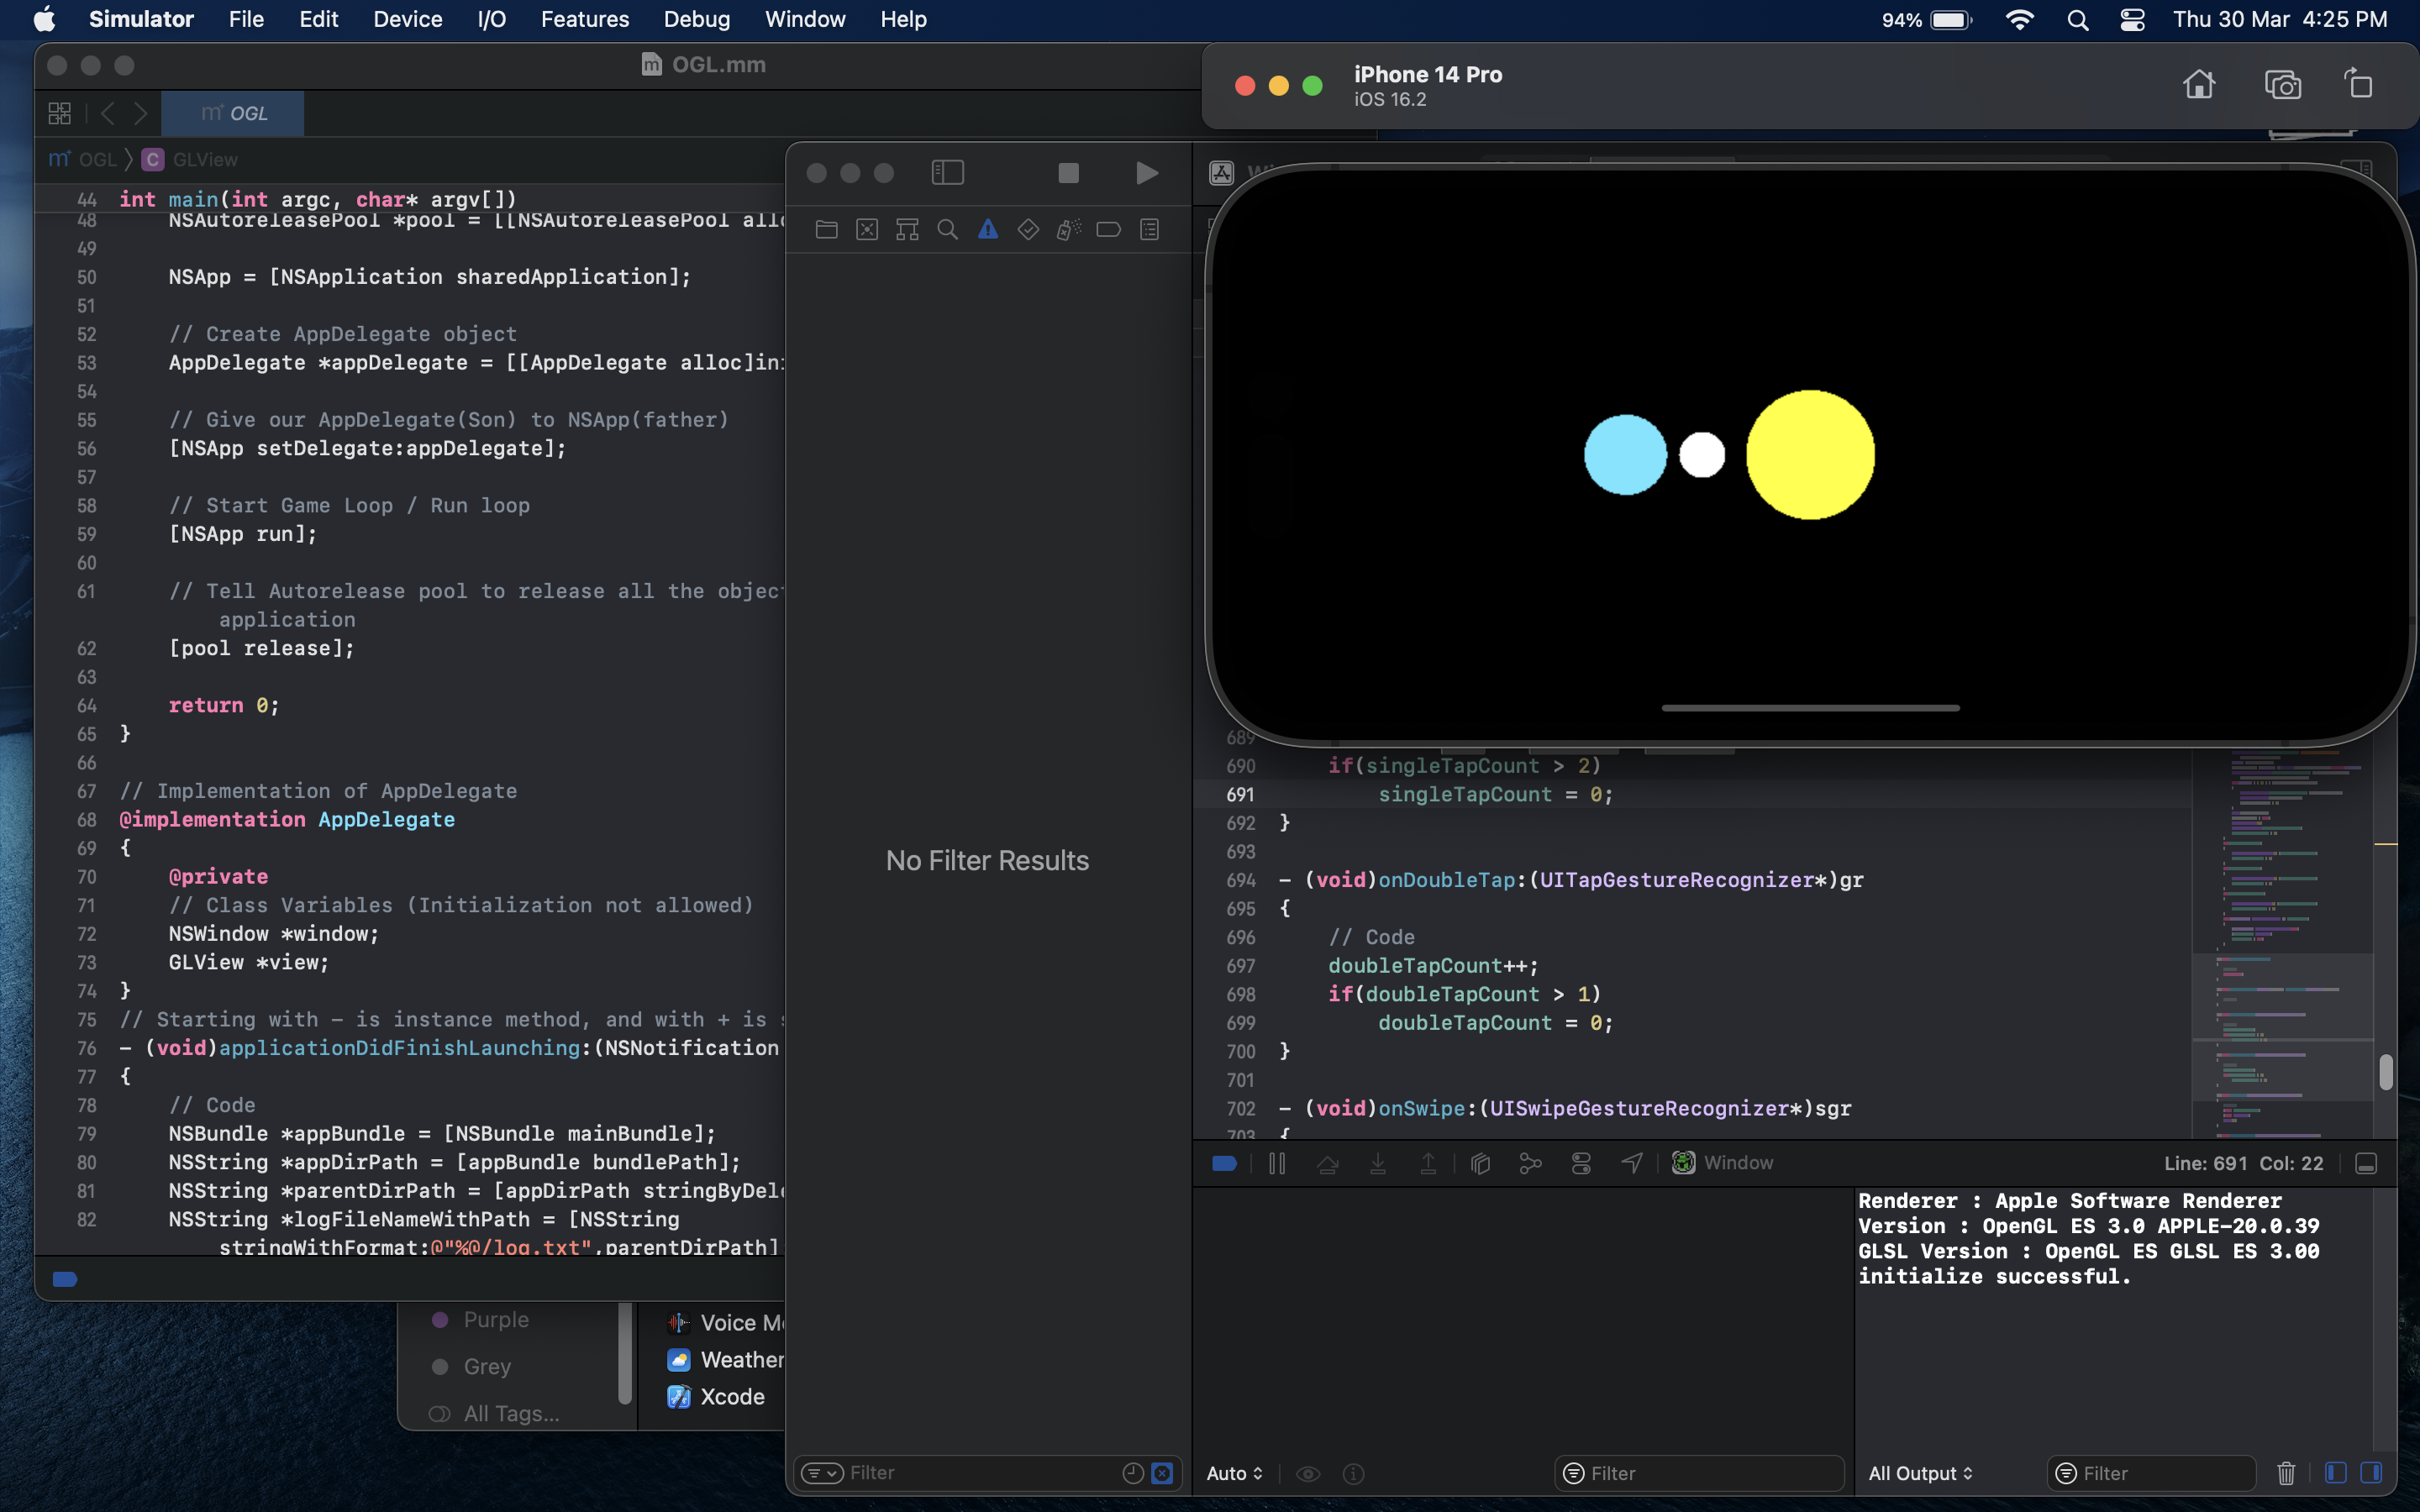 Simulator File Edit Device I/O Features Debug Window Help 94% Thu 30 Mar 4:25 PM
OGL.mm
OGL
OGL GLView
44 int main(int argc, char* argv[])
48 NSAutoreleasePool *pool = [[NSAutoreleasePool
49
50 NSApp = [NSApplication sharedApplication];
51
52 // Create AppDelegate object
53 AppDelegate *appDelegate = [[AppDelegate alloc]
54
55 // Give our AppDelegate(Son) to NSApp(father)
56 [NSApp setDelegate:appDelegate];
57
58 // Start Game Loop / Run loop
59 [NSApp run];
60
61 // Tell Autorelease pool to release all the
application
62 [pool release];
63
64 return 0;
65 }
66
67 // Implementation of AppDelegate
68 @implementation AppDelegate
69 {
70 @private
71 // Class Variables (Initialization not allowed)
72 NSWindow *window;
73 GLView *view;
74 }
75 // Starting with - is instance method, and with + is
76 - (void)applicationDidFinishLaunching:(NSNotification
77 {
78 // Code
79 NSBundle *appBundle = [NSBundle mainBundle];
80 NSString *appDirPath = [appBundle bundlePath];
81 NSString *parentDirPath = [appDirPath
82 NSString *logFileNameWithPath = [NSString
stringWithFormat:@"%@/log.txt",parentDirPath]
Purple
Grey
All Tags...
Voice
Weather
Xcode
No Filter Results
Filter
iPhone 14 Pro
iOS 16.2
689
690 if(singleTapCount > 2)
691 singleTapCount = 0;
692 }
693
694 - (void)onDoubleTap:(UITapGestureRecognizer*)gr
695 {
696 // Code
697 doubleTapCount++;
698 if(doubleTapCount > 1)
699 doubleTapCount = 0;
700 }
701
702 - (void)onSwipe:(UISwipeGestureRecognizer*)sgr
703 {
Window Line: 691 Col: 22
Renderer : Apple Software Renderer
Version : OpenGL ES 3.0 APPLE-20.0.39
GLSL Version : OpenGL ES GLSL ES 3.00
initialize successful.
Auto Filter All Output Filter